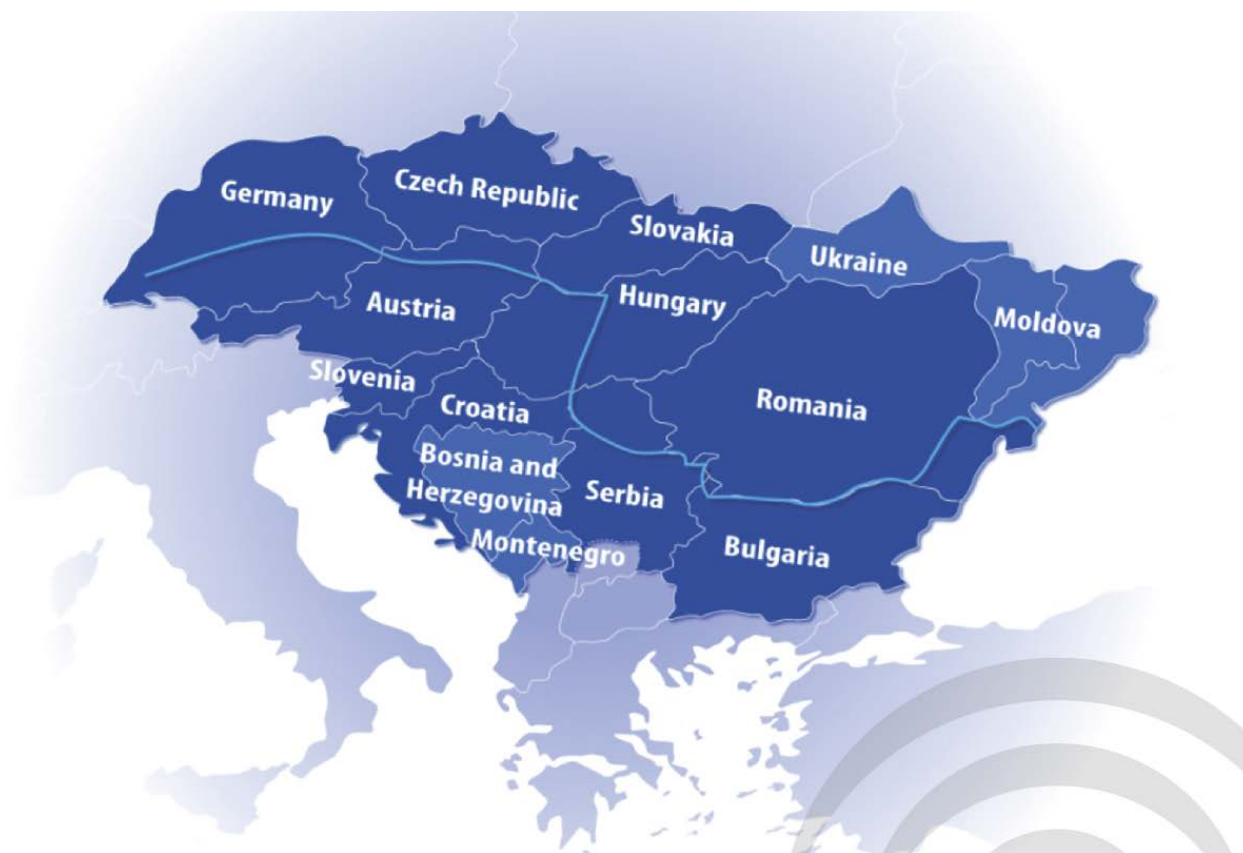 Germany
Czech Republic
Slovakia
Ukraine
Austria
Hungary
Moldova
Slovenia
Croatia
Romania
Bosnia and
Herzegovina
Serbia
Montenegro
Bulgaria